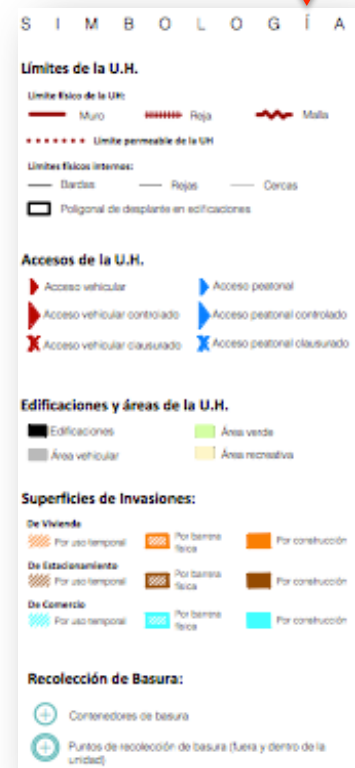 S I M B O L O G Í A
Límites de la U.H.
Límite físico de la UH:
Muro Reja Malla
Límite permeable de la UH
Límites físicos internos:
Bardas Rejas Cercas
Poligonal de desplante en edificaciones
Accesos de la U.H.
Acceso vehicular Acceso peatonal
Acceso vehicular controlado Acceso peatonal controlado
Acceso vehicular clausurado Acceso peatonal clausurado
Edificaciones y áreas de la U.H.
Edificaciones Área verde
Área vehicular Área recreativa
Superficies de Invasiones:
De Vivienda
Por uso temporal Por barrera física Por construcción
De Estacionamiento
Por uso temporal Por barrera física Por construcción
De Comercio
Por uso temporal Por barrera física Por construcción
Recolección de Basura:
Contenedores de basura
Puntos de recolección de basura (fuera y dentro de la
unidad)